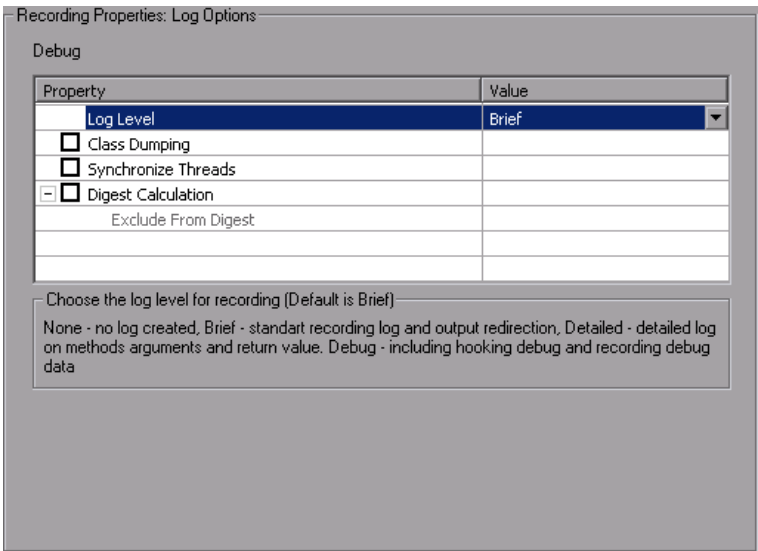 Recording Properties: Log Options
Debug
Property Value
Log Level Brief
Class Dumping
Synchronize Threads
Digest Calculation
Exclude From Digest
Choose the log level for recording (Default is Brief)
None - no log created, Brief - standart recording log and output redirection, Detailed - detailed log
on methods arguments and return value. Debug - including hooking debug and recording debug
data